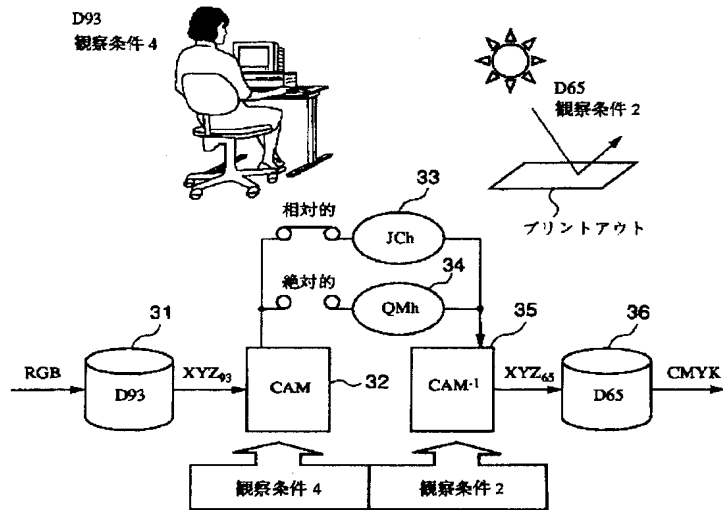 D93
観察条件 4
D65
観察条件 2
プリントアウト
33
相対的
JCh
34
絶対的
QMh
31
35
36
RGB
D93
XYZ93
CAM
32
CAM-1
XYZ65
D65
CMYK
観察条件 4
観察条件 2